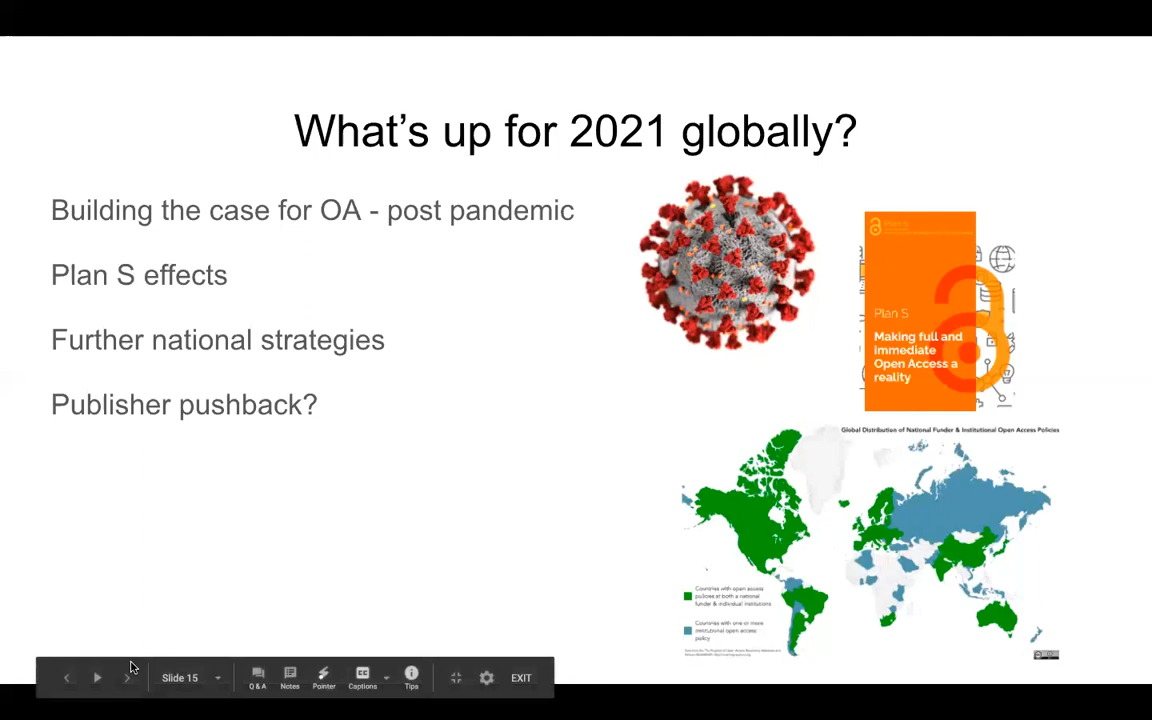 What's up for 2021 globally?
Building the case for OA - post pandemic
Plan S effects
Further national strategies
Publisher pushback?
Plan S
Making full and
immediate
Open Access a
reality
Global Distribution of National Funder & Institutional Open Access Policies
Countries with open access
policies at both a national
funder & individual institutions
Countries with one or more
institutional open access
policy
Slide 15
Q & A
Notes
Pointer
Captions
Tips
EXIT